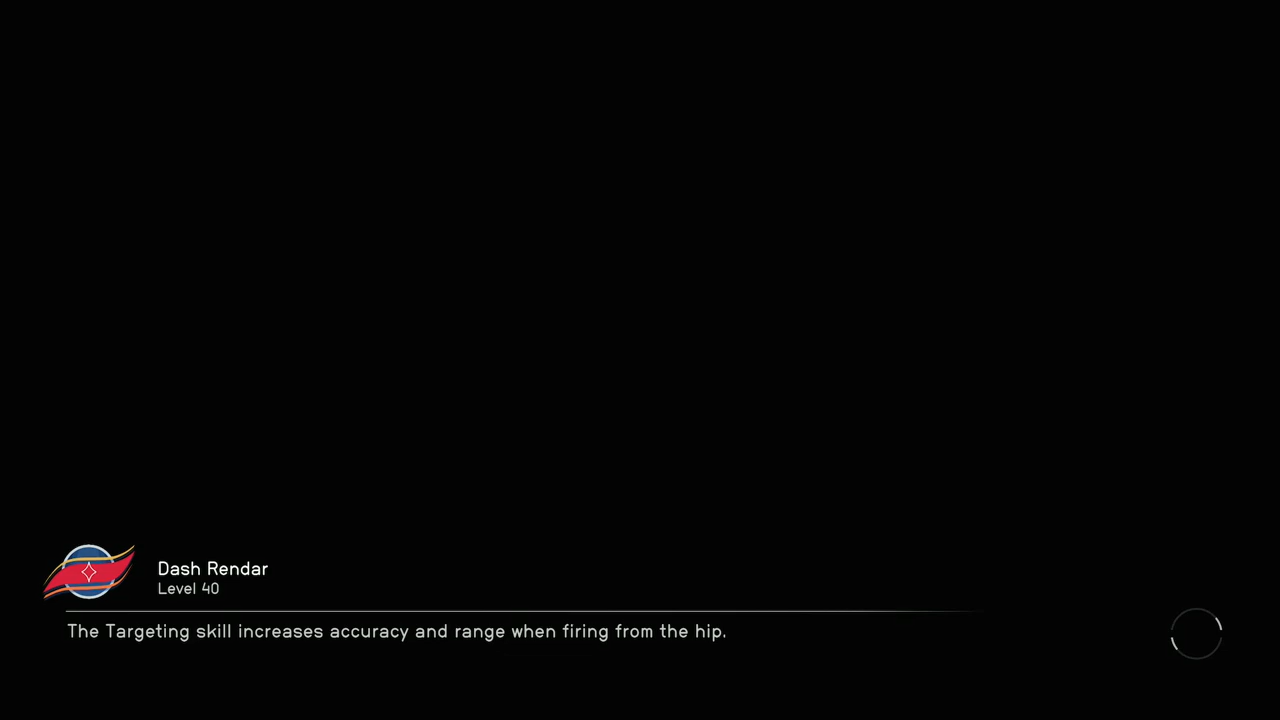 Dash Rendar
Level 40
The Targeting skill increases accuracy and range when firing from the hip.